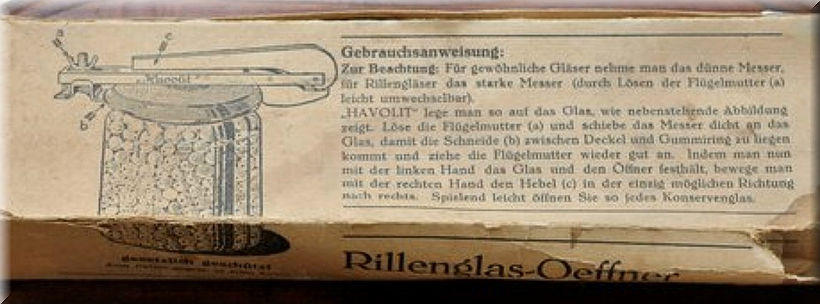 a
c
Havolit
b
Gebrauchsanweisung:
Zur Beachtung: Für gewöhnliche Gläser nehme man das dünne Messer,
für Rillengläser das starke Messer (durch Lösen der Flügelmutter (a)
leicht umwechselbar).
„HAVOLIT" lege man so auf das Glas, wie nebenstehende Abbildung
zeigt. Löse die Flügelmutter (a) und schiebe das Messer dicht an das
Glas, damit die Schneide (b) zwischen Deckel und Gummiring zu liegen
kommt und ziehe die Flügelmutter wieder gut an. Indem man nun
mit der linken Hand das Glas und den Öffner festhält, bewege man
mit der rechten Hand den Hebel (c) in der einzig möglichen Richtung
nach rechts. Spielend leicht öffnen Sie so jedes Konservenglas.
gesetzlich geschützt
Rillenglas-Oeffner